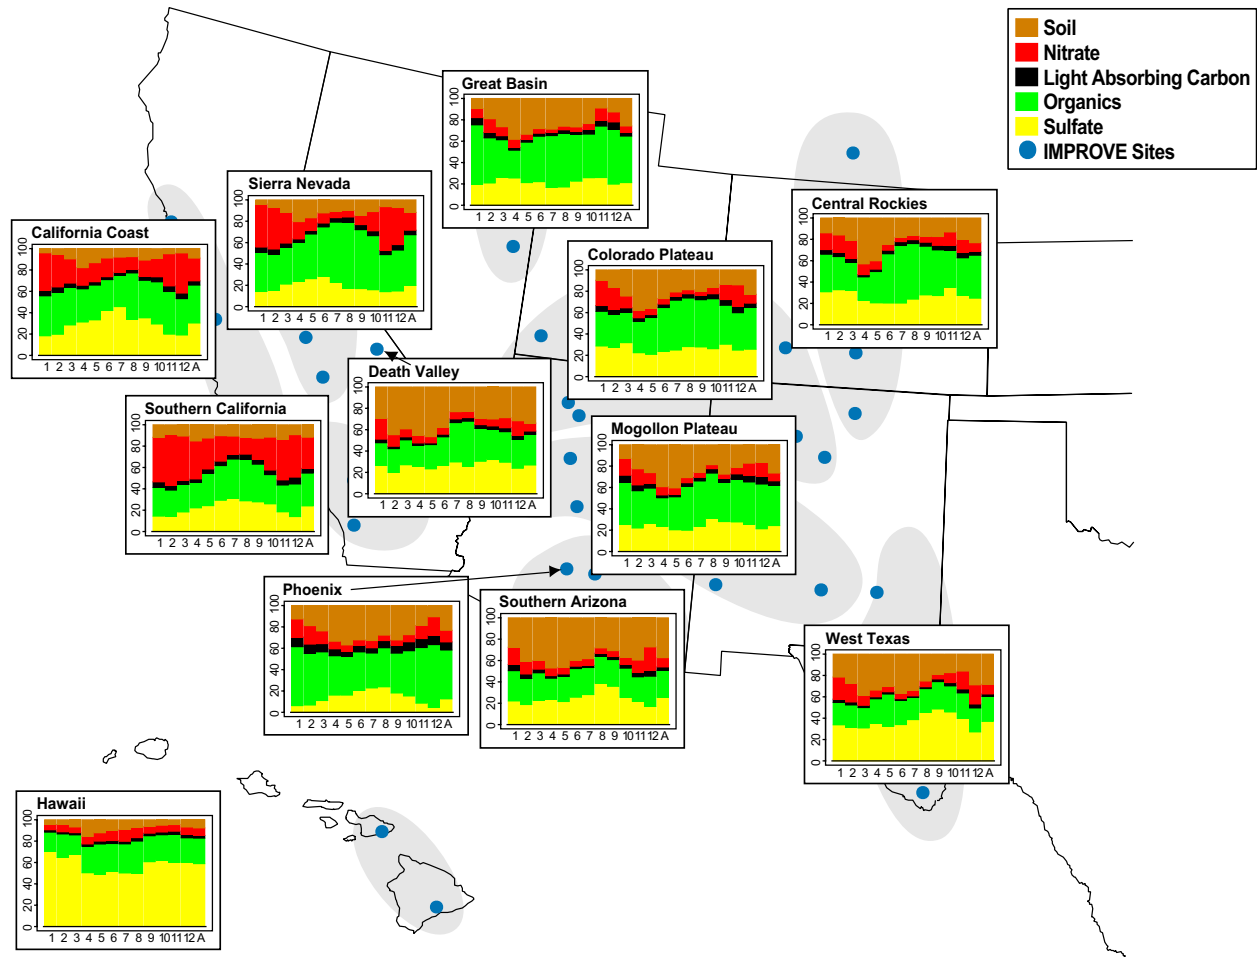 Soil
Nitrate
Light Absorbing Carbon
Organics
Sulfate
IMPROVE Sites
Great Basin
0 20 40 60 80 100
1 2 3 4 5 6 7 8 9 10 11 12 A
Sierra Nevada
0 20 40 60 80 100
1 2 3 4 5 6 7 8 9 10 11 12 A
Central Rockies
0 20 40 60 80 100
1 2 3 4 5 6 7 8 9 10 11 12 A
California Coast
0 20 40 60 80 100
1 2 3 4 5 6 7 8 9 10 11 12 A
Colorado Plateau
0 20 40 60 80 100
1 2 3 4 5 6 7 8 9 10 11 12 A
Death Valley
0 20 40 60 80 100
1 2 3 4 5 6 7 8 9 10 11 12 A
Southern California
0 20 40 60 80 100
1 2 3 4 5 6 7 8 9 10 11 12 A
Mogollon Plateau
0 20 40 60 80 100
1 2 3 4 5 6 7 8 9 10 11 12 A
Phoenix
0 20 40 60 80 100
1 2 3 4 5 6 7 8 9 10 11 12 A
Southern Arizona
0 20 40 60 80 100
1 2 3 4 5 6 7 8 9 10 11 12 A
West Texas
0 20 40 60 80 100
1 2 3 4 5 6 7 8 9 10 11 12 A
Hawaii
0 20 40 60 80 100
1 2 3 4 5 6 7 8 9 10 11 12 A